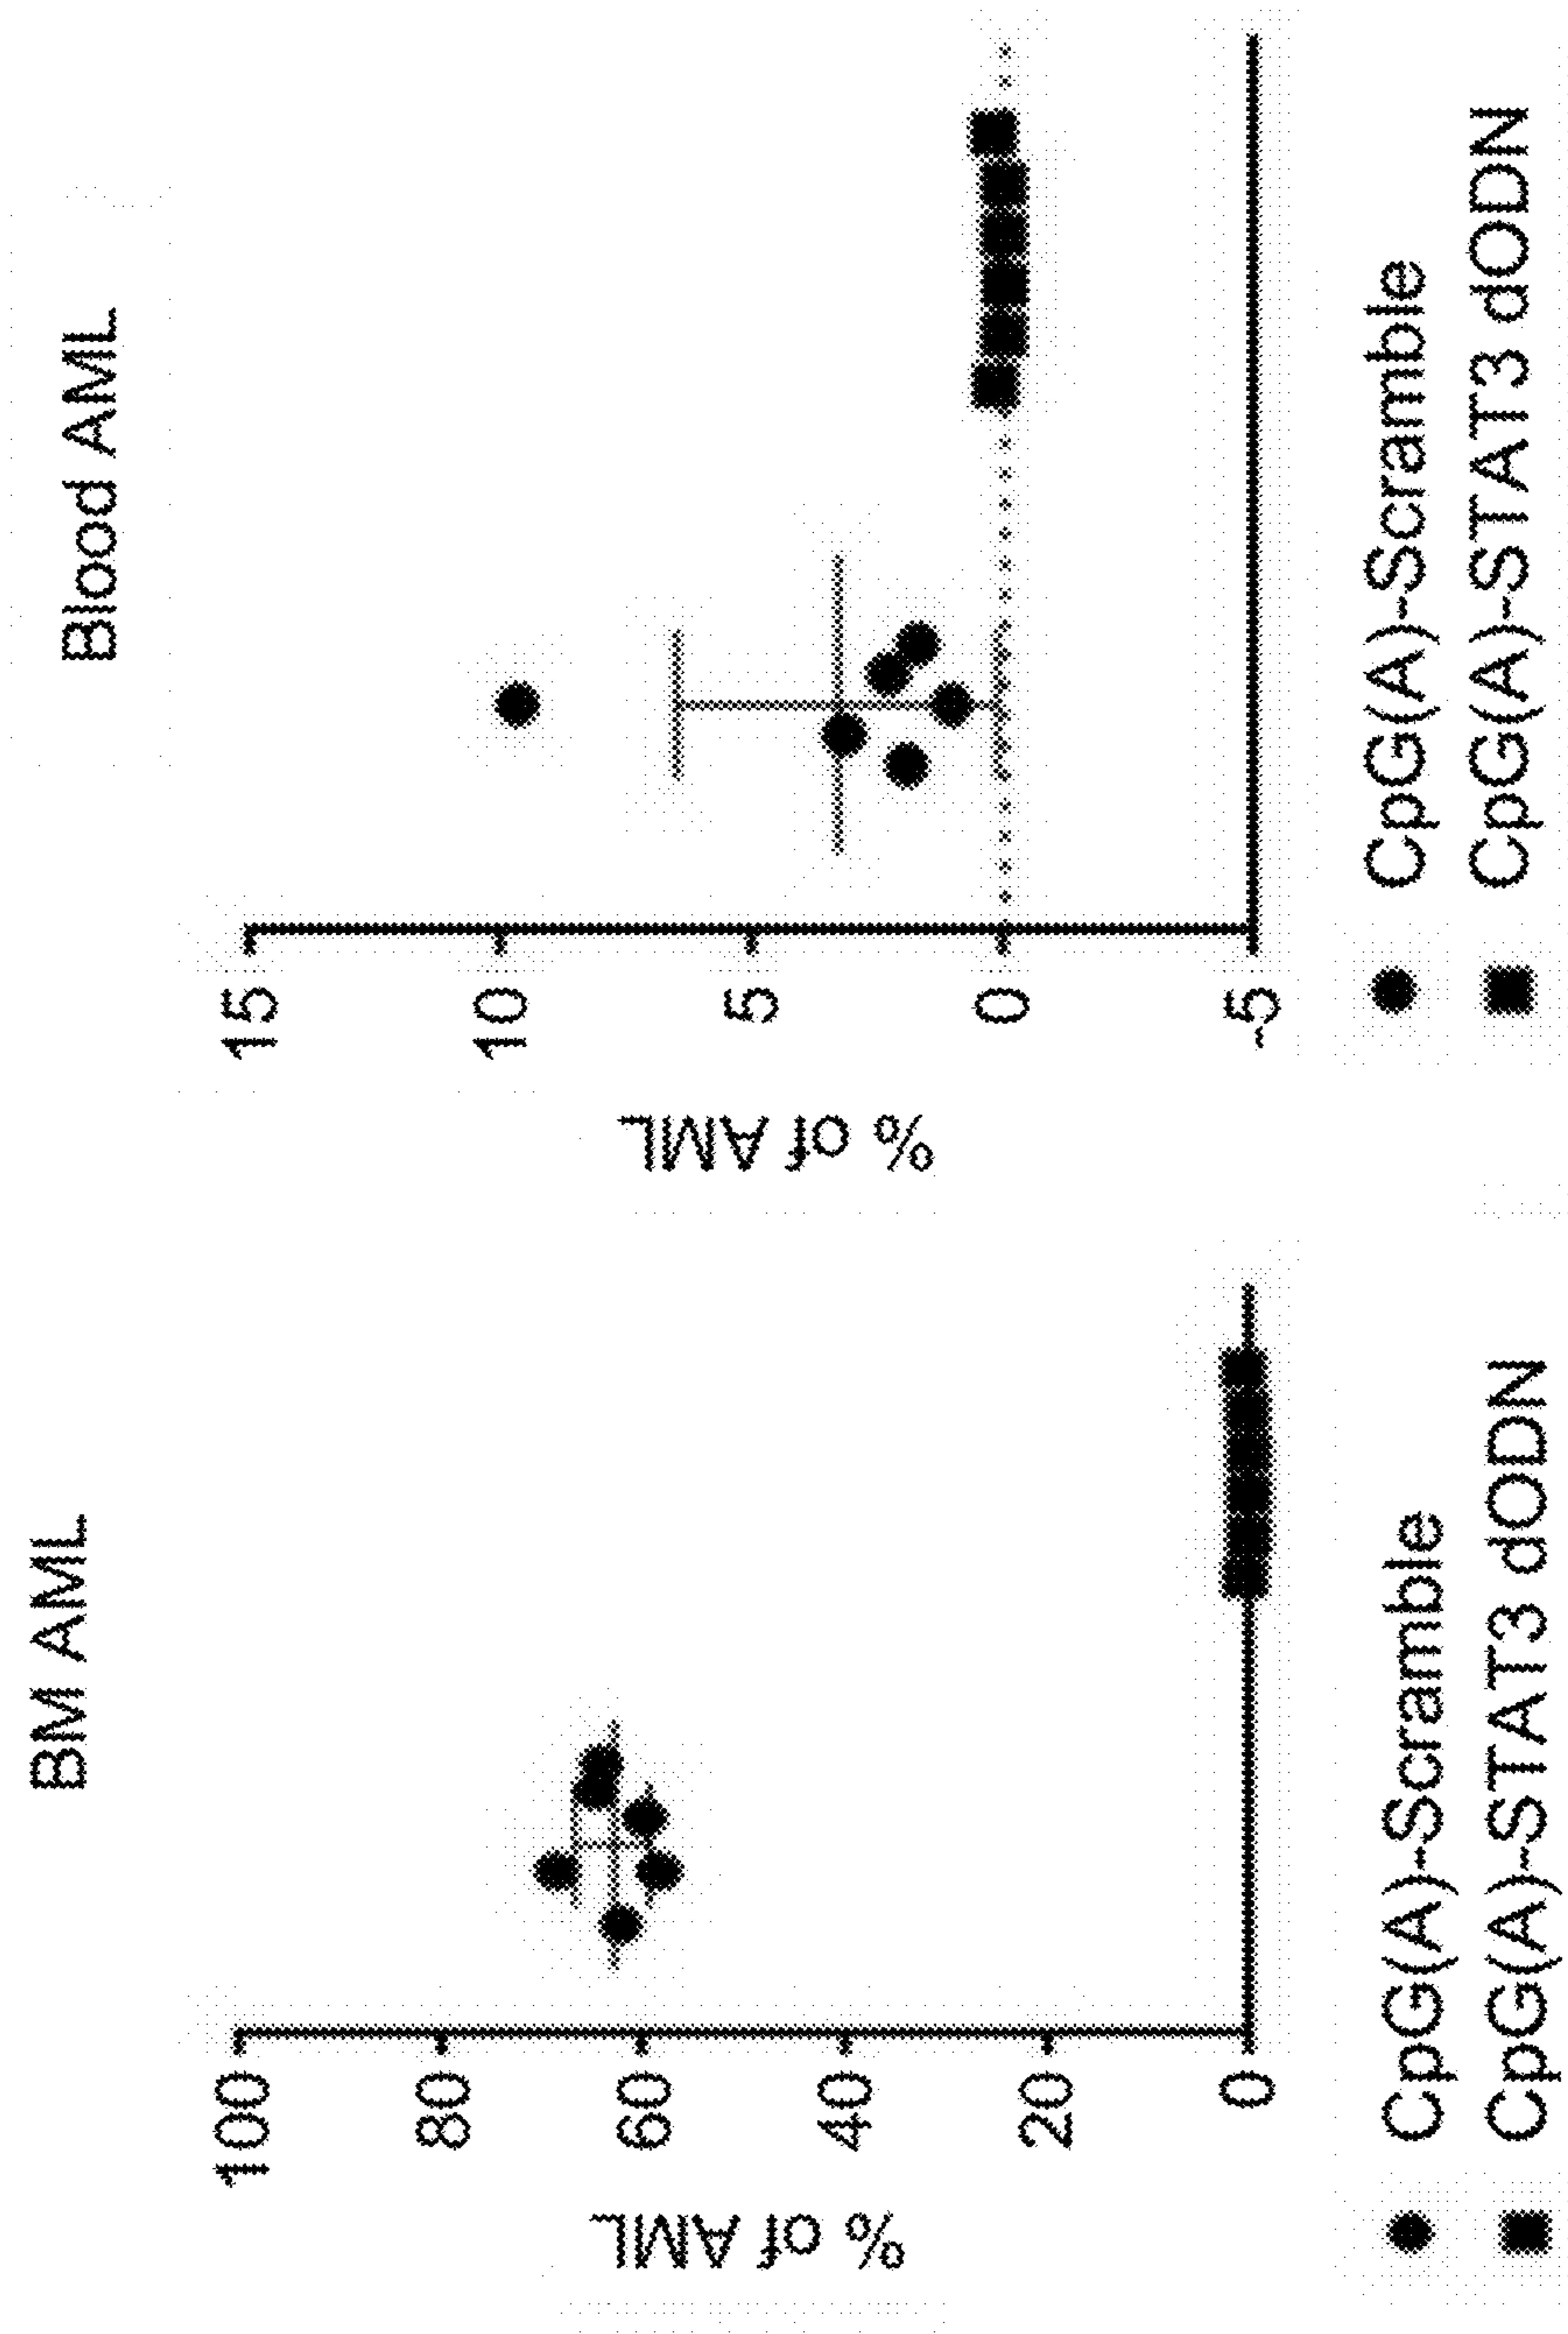 BM AML
% of AML
100
80
60
40
20
0
CpG(A)-Scramble
CpG(A)-STAT3 dODN
Blood AML
% of AML
15
10
5
0
-5
CpG(A)-Scramble
CpG(A)-STAT3 dODN